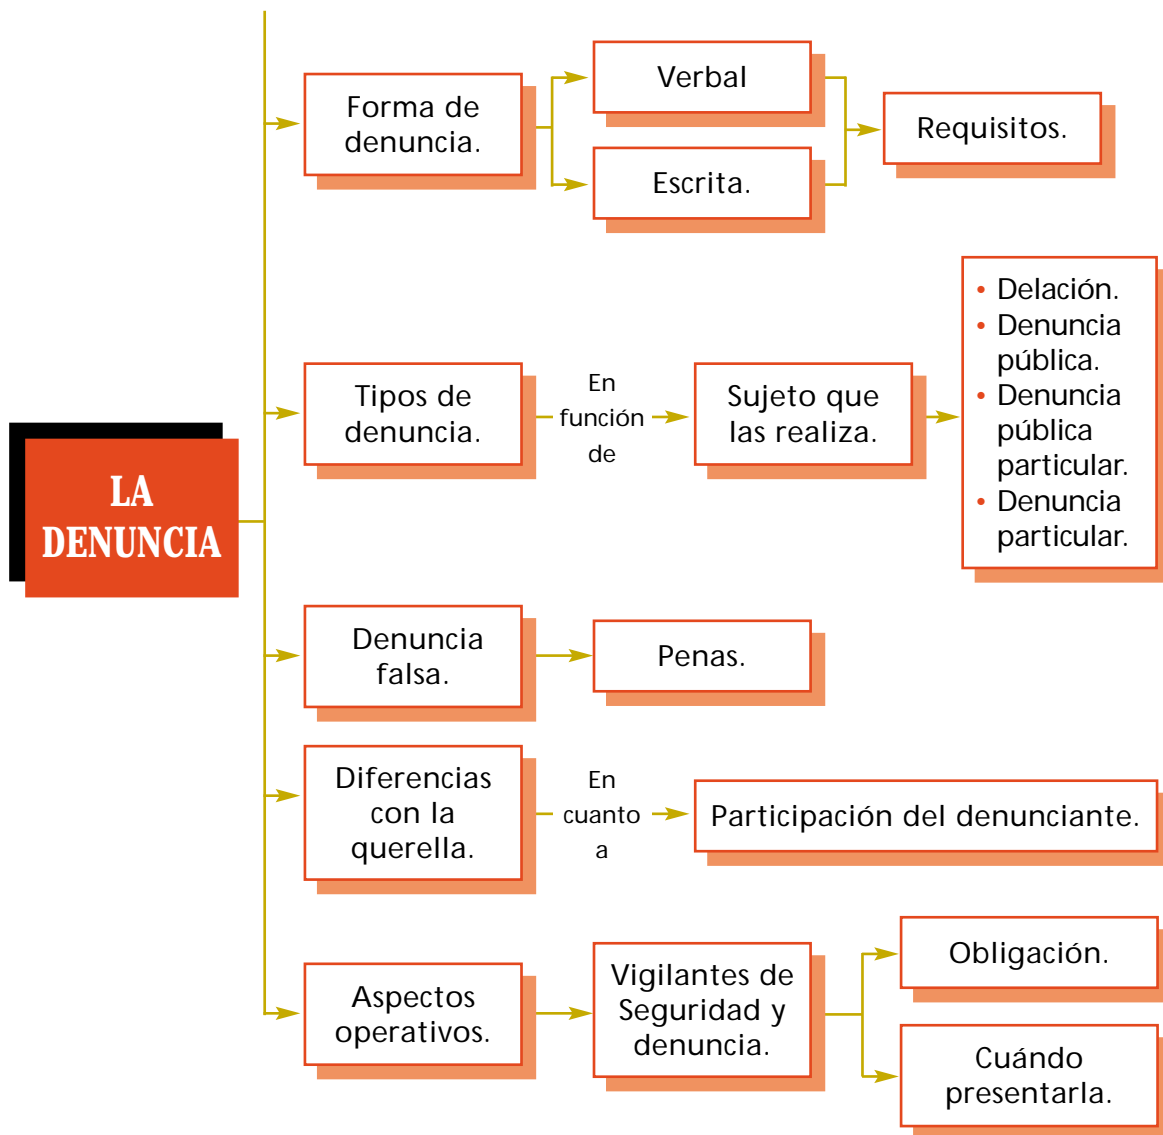 LA
DENUNCIA
Forma de
denuncia.
Verbal
Escrita.
Requisitos.
Tipos de
denuncia.
En
función
de
Sujeto que
las realiza.
• Delación.
• Denuncia
pública.
• Denuncia
pública
particular.
• Denuncia
particular.
Denuncia
falsa.
Penas.
Diferencias
con la
querella.
En
cuanto
a
Participación del denunciante.
Aspectos
operativos.
Vigilantes de
Seguridad y
denuncia.
Obligación.
Cuándo
presentarla.